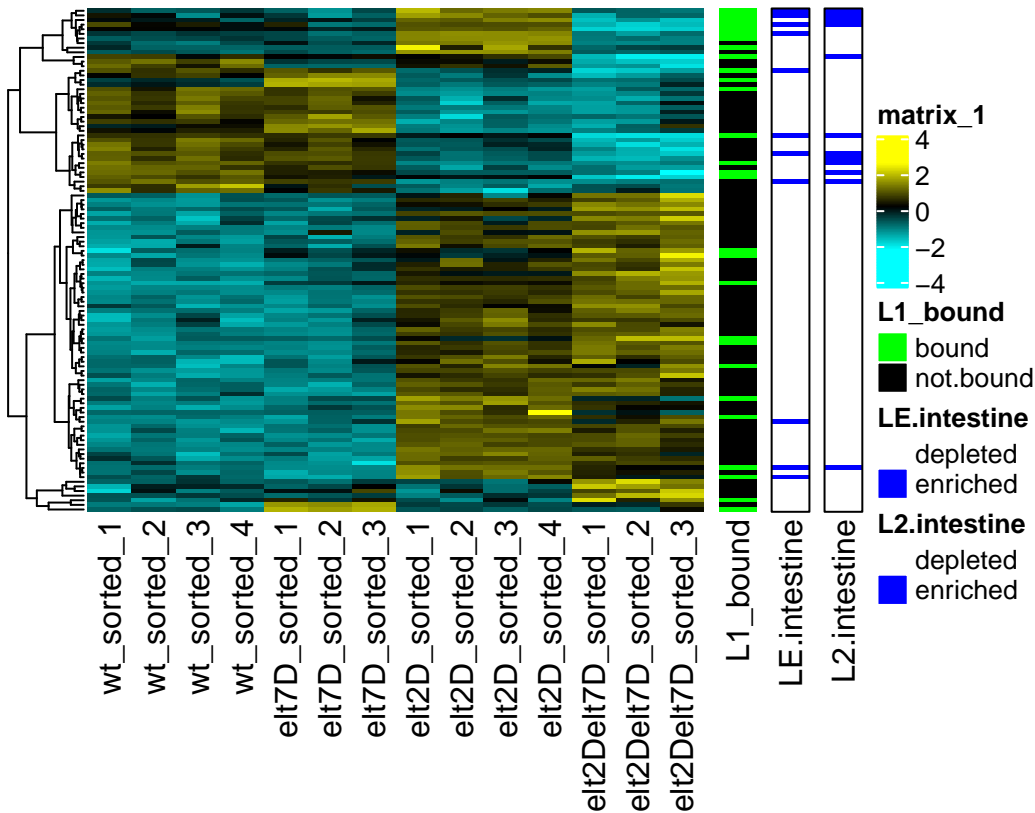 matrix_1
4
2
0
−2
−4
L1_bound
bound
not.bound
LE.intestine
depleted
enriched
L2.intestine
depleted
enriched
wt_sorted_1
wt_sorted_2
wt_sorted_3
wt_sorted_4
elt7D_sorted_1
elt7D_sorted_2
elt7D_sorted_3
elt2D_sorted_1
elt2D_sorted_2
elt2D_sorted_3
elt2D_sorted_4
elt2Delt7D_sorted_1
elt2Delt7D_sorted_2
elt2Delt7D_sorted_3
L1_bound
LE.intestine
L2.intestine